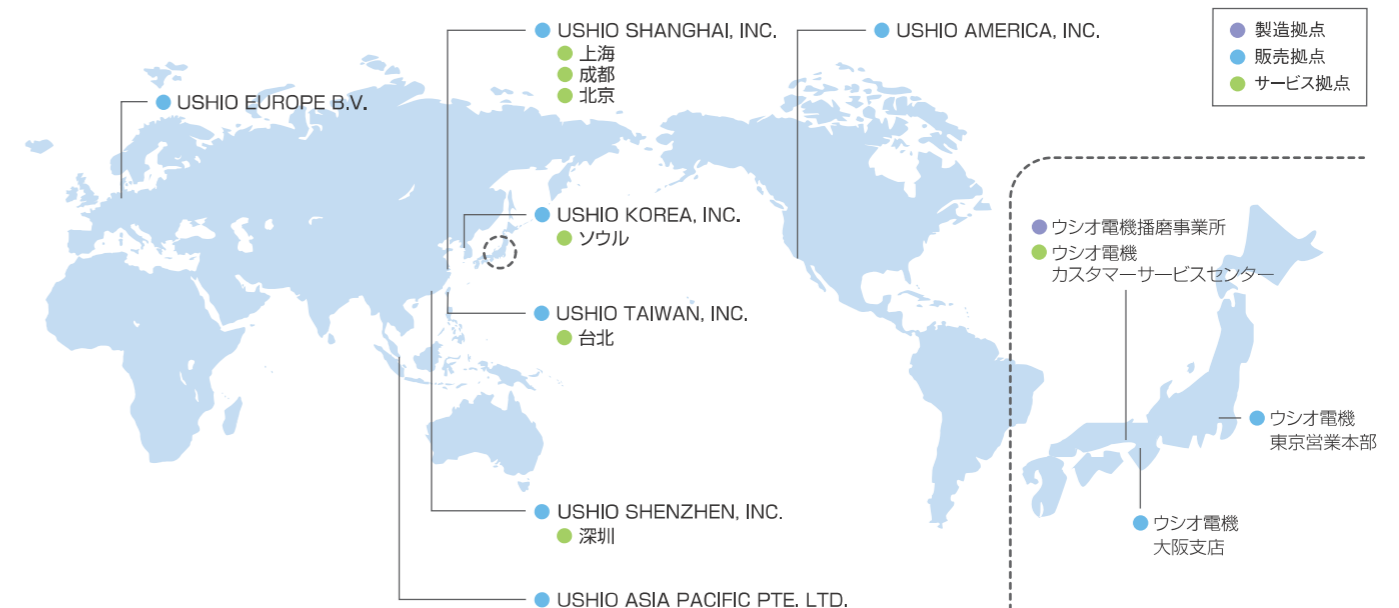 USHIO EUROPE B.V.
USHIO SHANGHAI, INC.
上海
成都
北京
USHIO KOREA, INC.
ソウル
USHIO TAIWAN, INC.
台北
USHIO SHENZHEN, INC.
深圳
USHIO ASIA PACIFIC PTE. LTD.
USHIO AMERICA, INC.
製造拠点
販売拠点
サービス拠点
ウシオ電機播磨事業所
ウシオ電機
カスタマーサービスセンター
ウシオ電機
東京営業本部
ウシオ電機
大阪支店